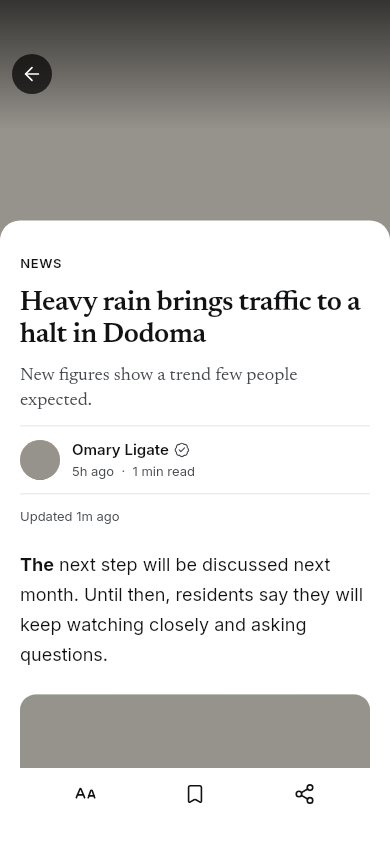 NEWS
Heavy rain brings traffic to a
halt in Dodoma
New figures show a trend few people
expected.
Omary Ligate
5h ago · 1 min read
Updated 1m ago
The next step will be discussed next
month. Until then, residents say they will
keep watching closely and asking
questions.
AA